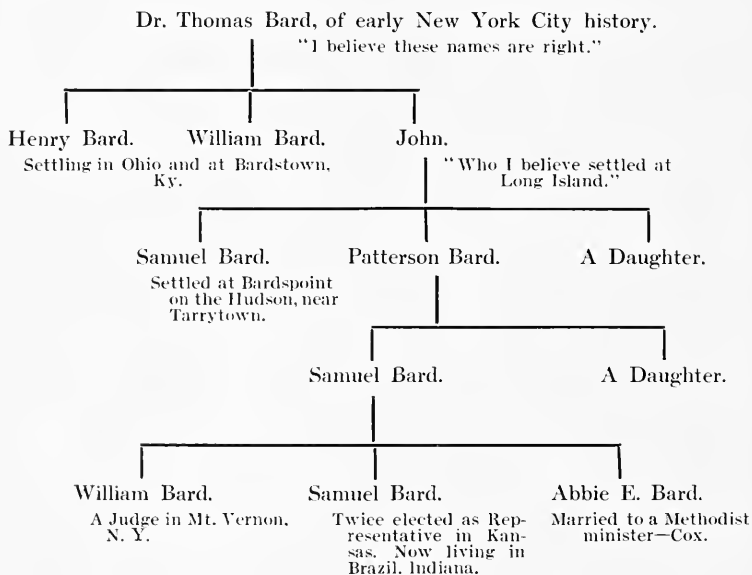 Dr. Thomas Bard, of early New York City history.
"I believe these names are right."
Henry Bard. William Bard. John.
Settling in Ohio and at Bardstown,
Ky.
"Who I believe settled at
Long Island."
Samuel Bard. Patterson Bard. A Daughter.
Settled at Bardspoint
on the Hudson, near
Tarrytown.
Samuel Bard. A Daughter.
William Bard. Samuel Bard. Abbie E. Bard.
A Judge in Mt. Vernon,
N. Y.
Twice elected as Rep-
resentative in Kan-
sas. Now living in
Brazil, Indiana.
Married to a Methodist
minister—Cox.